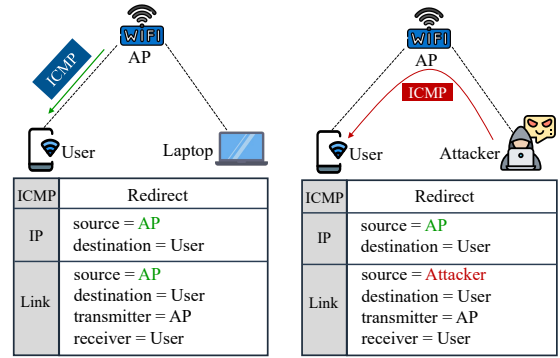 WIFI
AP
ICMP
User
Laptop
ICMP
Redirect
IP
source = AP
destination = User
Link
source = AP
destination = User
transmitter = AP
receiver = User
WIFI
AP
ICMP
User
Attacker
ICMP
Redirect
IP
source = AP
destination = User
Link
source = Attacker
destination = User
transmitter = AP
receiver = User